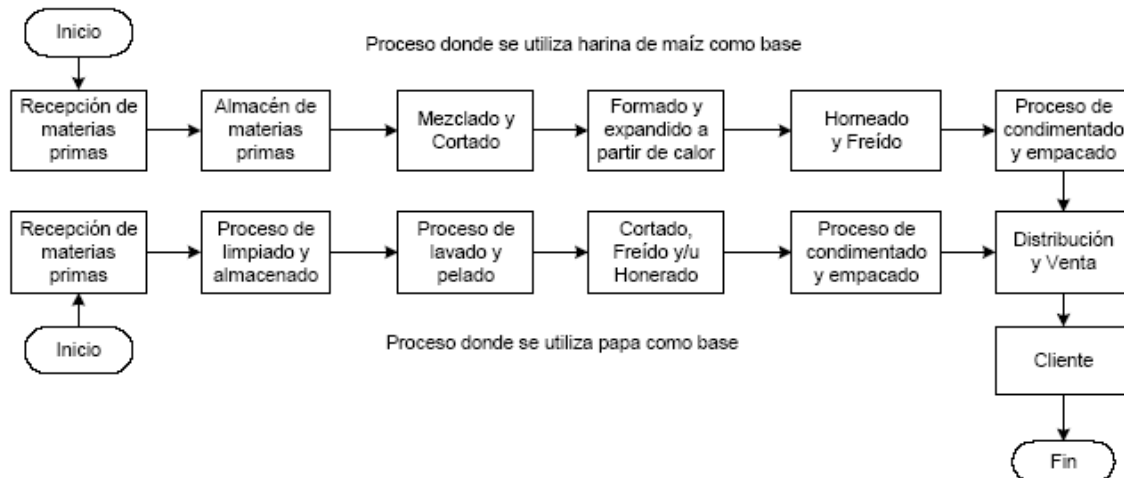 Inicio
Proceso donde se utiliza harina de maíz como base
Recepción de
materias
primas
Almacén de
materias
primas
Mezclado y
Cortado
Formado y
expandido a
partir de calor
Horneado
y Freído
Proceso de
condimentado
y empacado
Recepción de
materias
primas
Proceso de
limpiado y
almacenado
Proceso de
lavado y
pelado
Cortado,
Freído y/u
Honerado
Proceso de
condimentado
y empacado
Distribución
y Venta
Inicio
Proceso donde se utiliza papa como base
Cliente
Fin